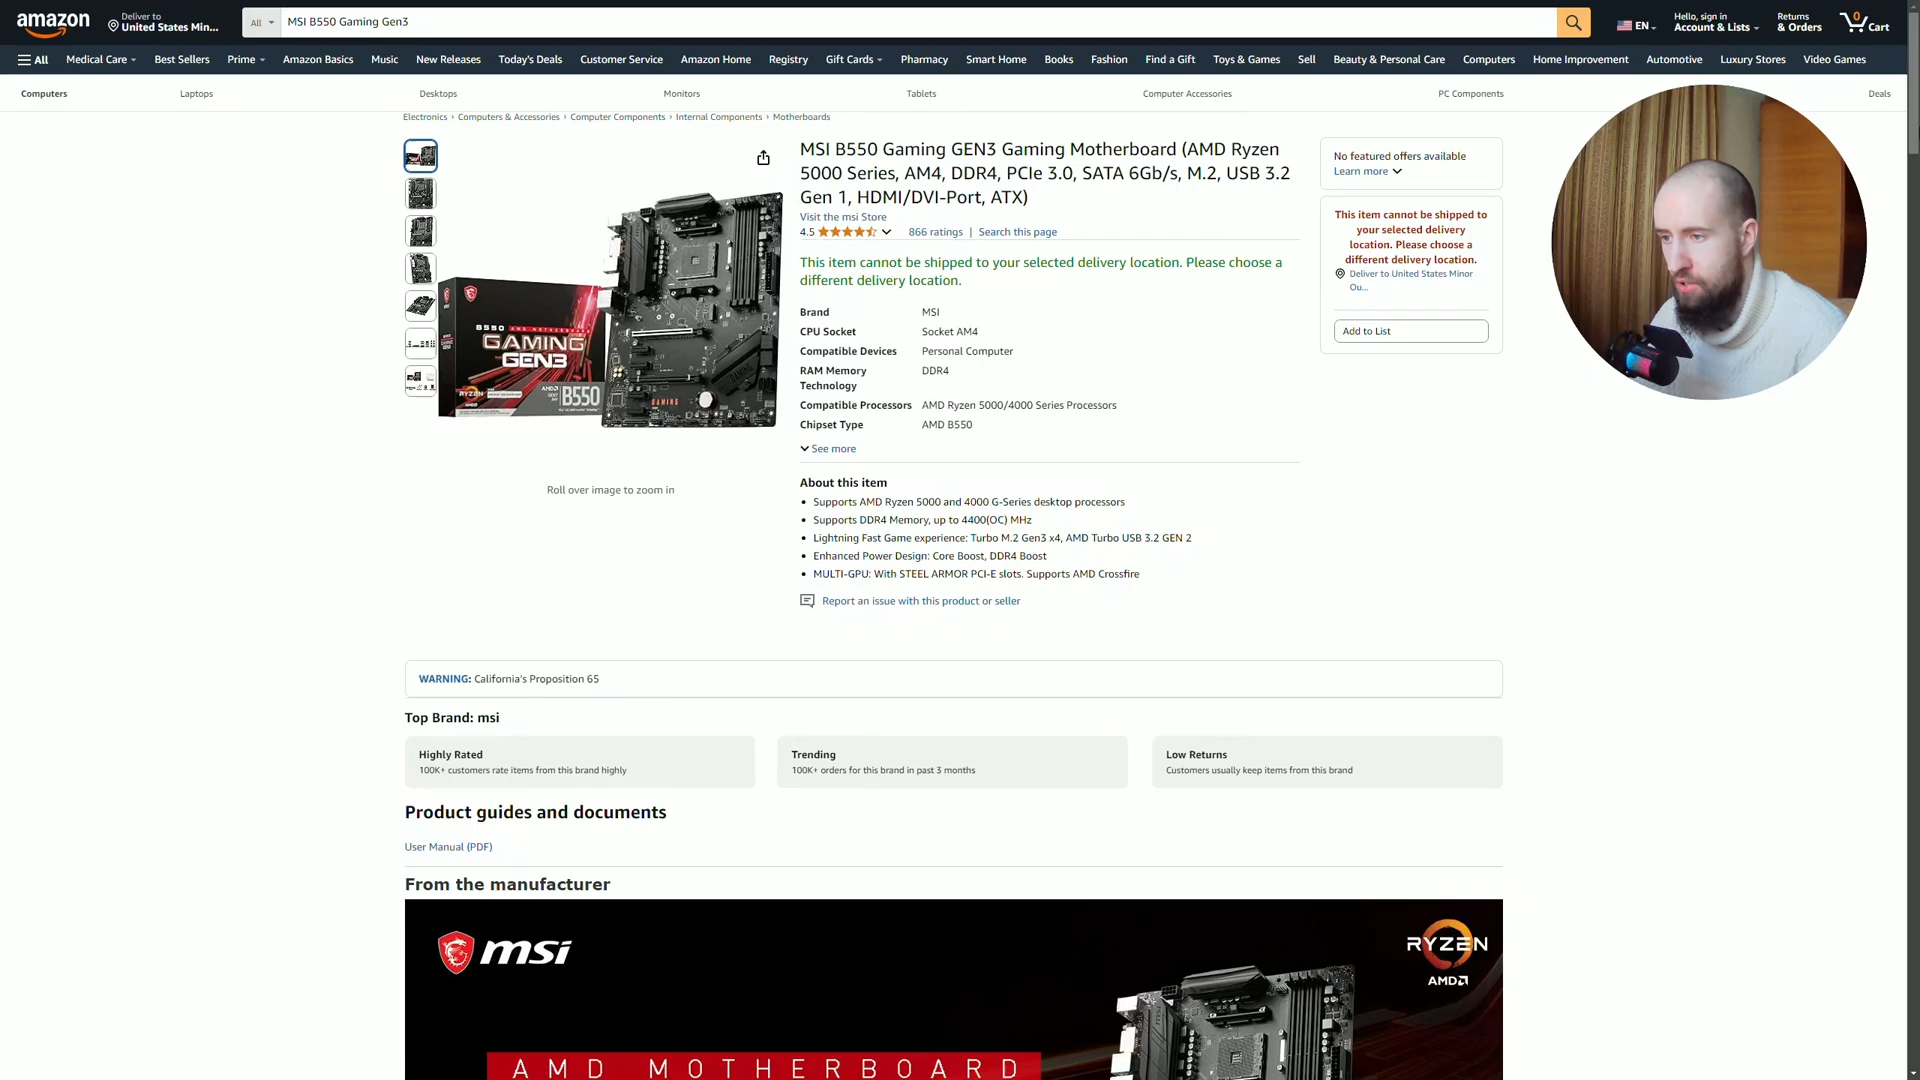 amazon
Deliver to
United States Min...
All
MSI B550 Gaming Gen3
EN
Hello, sign in
Account & Lists
Returns
& Orders
0
Cart
All
Medical Care
Best Sellers
Prime
Amazon Basics
Music
New Releases
Today's Deals
Customer Service
Amazon Home
Registry
Gift Cards
Pharmacy
Smart Home
Books
Fashion
Find a Gift
Toys & Games
Sell
Beauty & Personal Care
Computers
Home Improvement
Automotive
Luxury Stores
Video Games
Computers
Laptops
Desktops
Monitors
Tablets
Computer Accessories
PC Components
Deals
Electronics › Computers & Accessories › Computer Components › Internal Components › Motherboards
MSI B550 Gaming GEN3 Gaming Motherboard (AMD Ryzen
5000 Series, AM4, DDR4, PCIe 3.0, SATA 6Gb/s, M.2, USB 3.2
Gen 1, HDMI/DVI-Port, ATX)
Visit the msi Store
4.5
866 ratings | Search this page
This item cannot be shipped to your selected delivery location. Please choose a
different delivery location.
Brand MSI
CPU Socket Socket AM4
Compatible Devices Personal Computer
RAM Memory DDR4
Technology
Compatible Processors AMD Ryzen 5000/4000 Series Processors
Chipset Type AMD B550
See more
About this item
Supports AMD Ryzen 5000 and 4000 G-Series desktop processors
Supports DDR4 Memory, up to 4400(OC) MHz
Lightning Fast Game experience: Turbo M.2 Gen3 x4, AMD Turbo USB 3.2 GEN 2
Enhanced Power Design: Core Boost, DDR4 Boost
MULTI-GPU: With STEEL ARMOR PCI-E slots. Supports AMD Crossfire
Report an issue with this product or seller
B550
GAMING
GEN3
RYZEN
AMD
B550
GAMING
Roll over image to zoom in
No featured offers available
Learn more
This item cannot be shipped to
your selected delivery
location. Please choose a
different delivery location.
Deliver to United States Minor
Ou...
Add to List
WARNING: California's Proposition 65
Top Brand: msi
Highly Rated
100K+ customers rate items from this brand highly
Trending
100K+ orders for this brand in past 3 months
Low Returns
Customers usually keep items from this brand
Product guides and documents
User Manual (PDF)
From the manufacturer
msi
RYZEN
AMD
AMD MOTHERBOARD